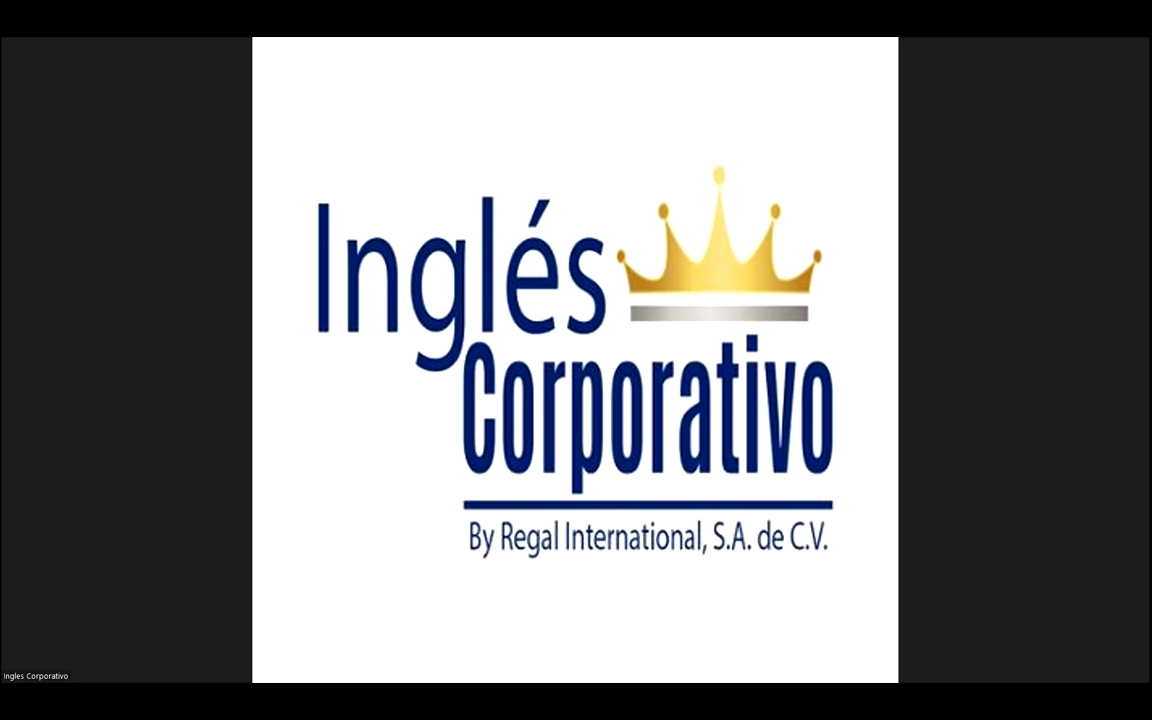 Inglés
Corporativo
By Regal International, S.A. de C.V.
Ingles Corporativo